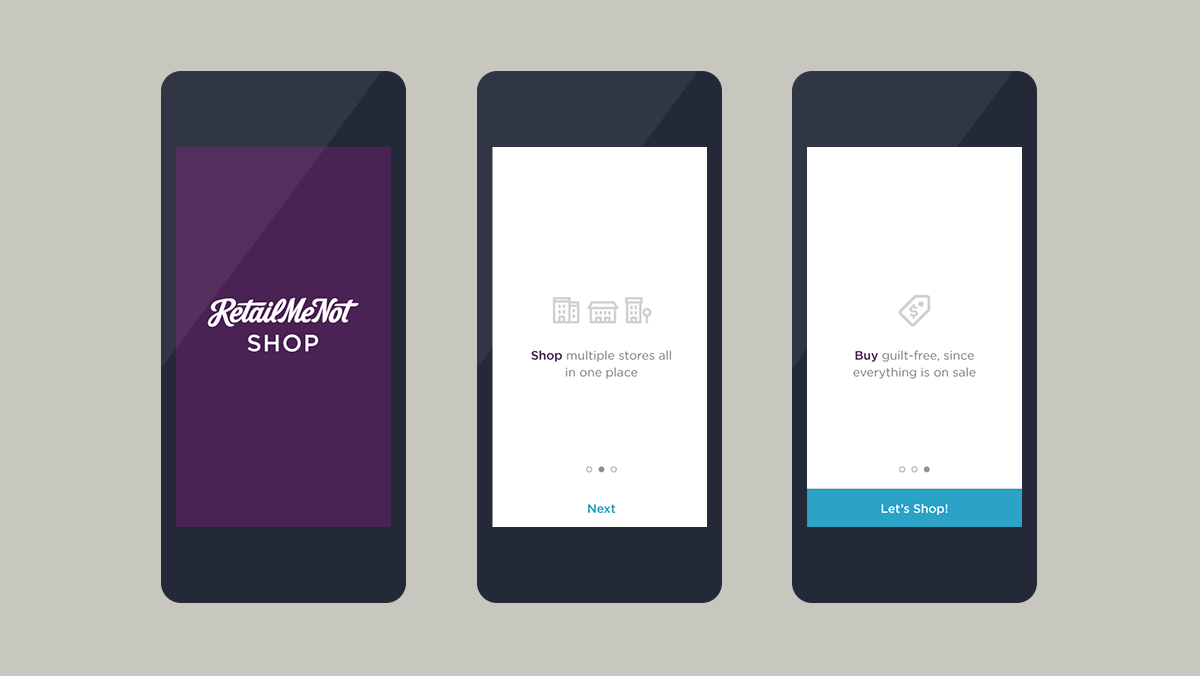 RetailMeNot
SHOP
Shop multiple stores all
in one place
Next
$
Buy guilt-free, since
everything is on sale
Let’s Shop!